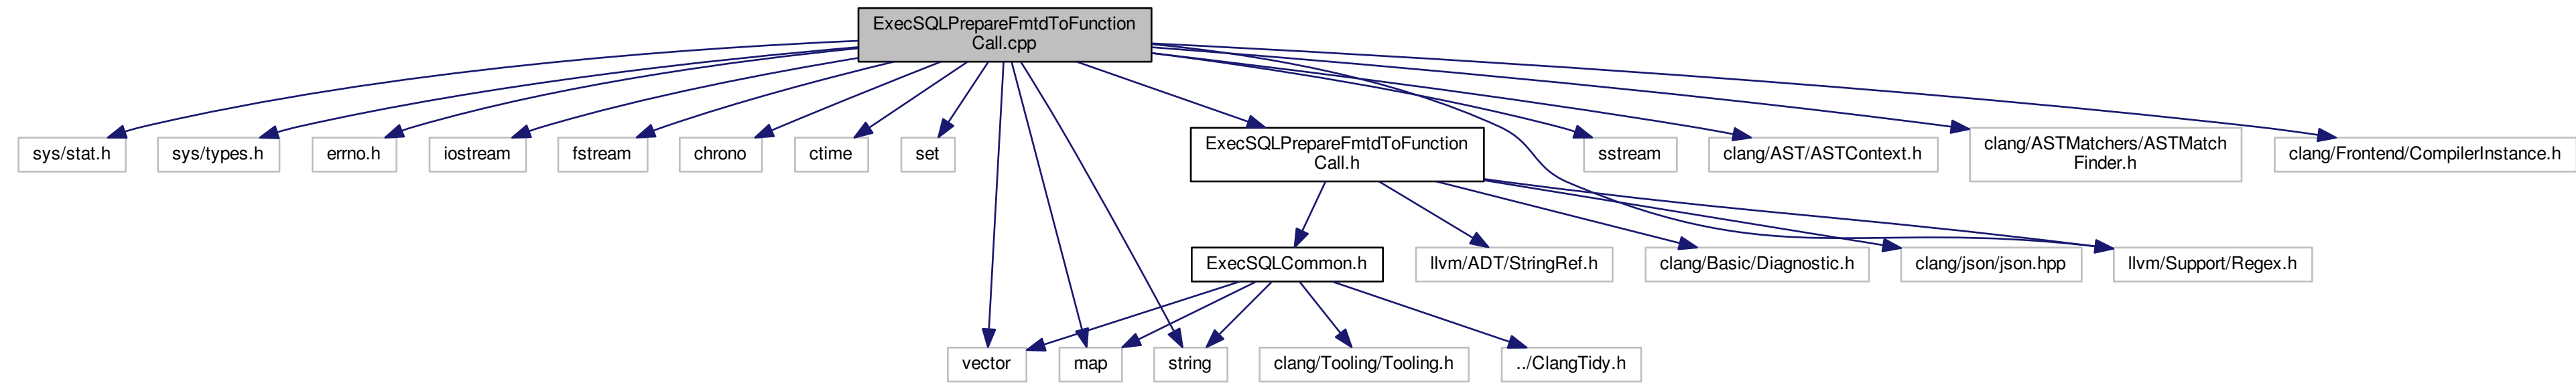 ExecSQLPrepareFmtdToFunction
Call.cpp
sys/stat.h
sys/types.h
errno.h
iostream
fstream
chrono
ctime
set
ExecSQLPrepareFmtdToFunction
Call.h
sstream
clang/AST/ASTContext.h
clang/ASTMatchers/ASTMatch
Finder.h
clang/Frontend/CompilerInstance.h
ExecSQLCommon.h
llvm/ADT/StringRef.h
clang/Basic/Diagnostic.h
clang/json/json.hpp
llvm/Support/Regex.h
vector
map
string
clang/Tooling/Tooling.h
../ClangTidy.h